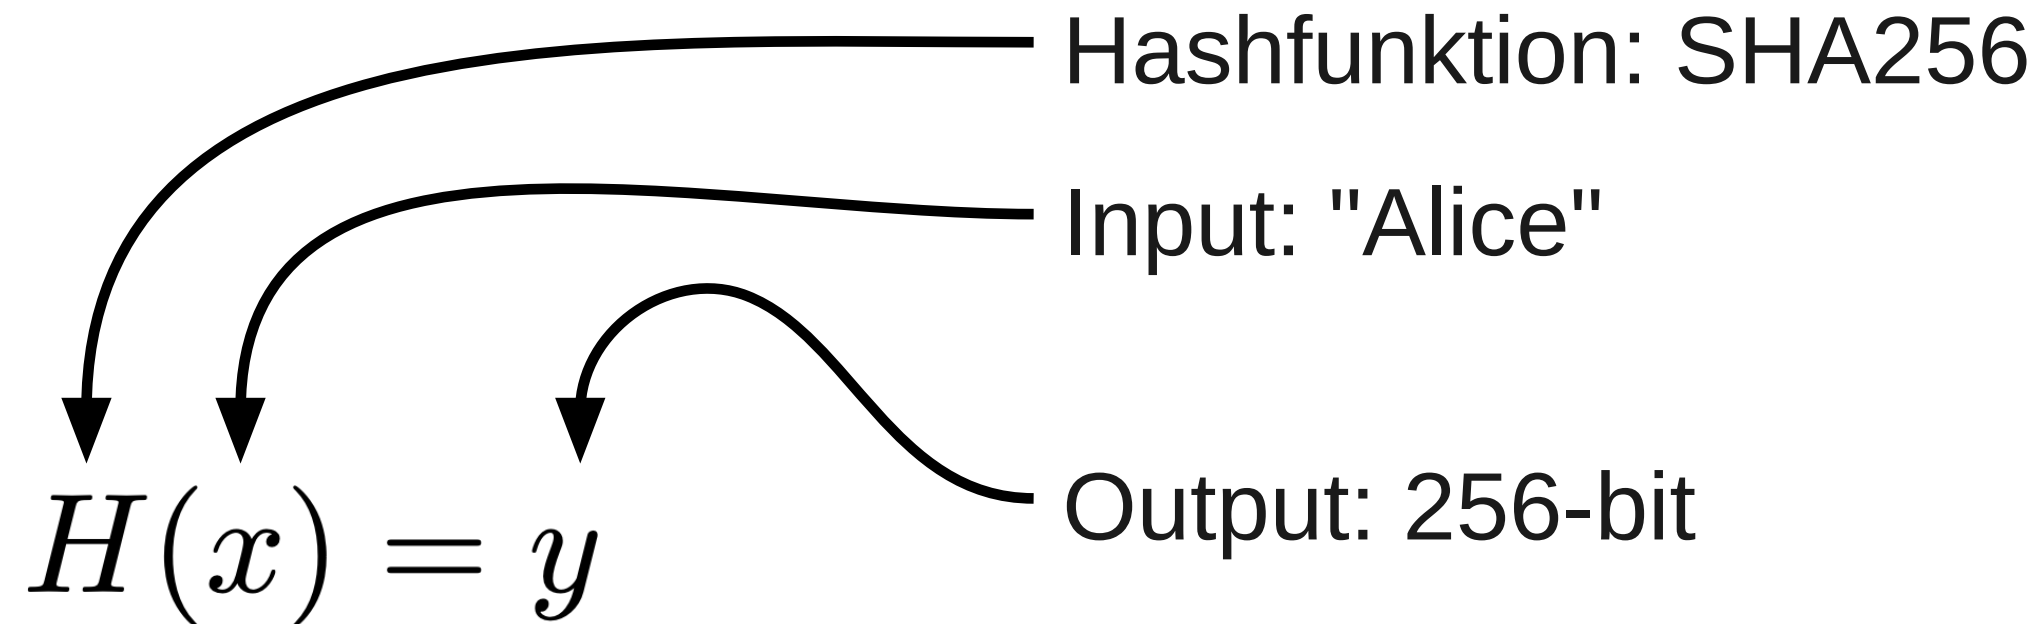 Hashfunktion: SHA256
Input: "Alice"
Output: 256-bit
H(x) = y